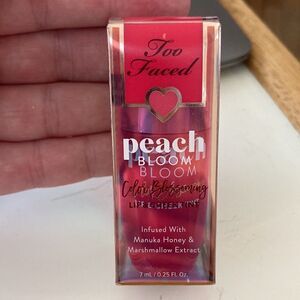 Too
Faced
peach
BLOOM
Color Blossoming
LIP & CHEEK TINT
Infused With
Manuka Honey &
Marshmallow Extract
7 mL / 0.25 Fl. Oz.